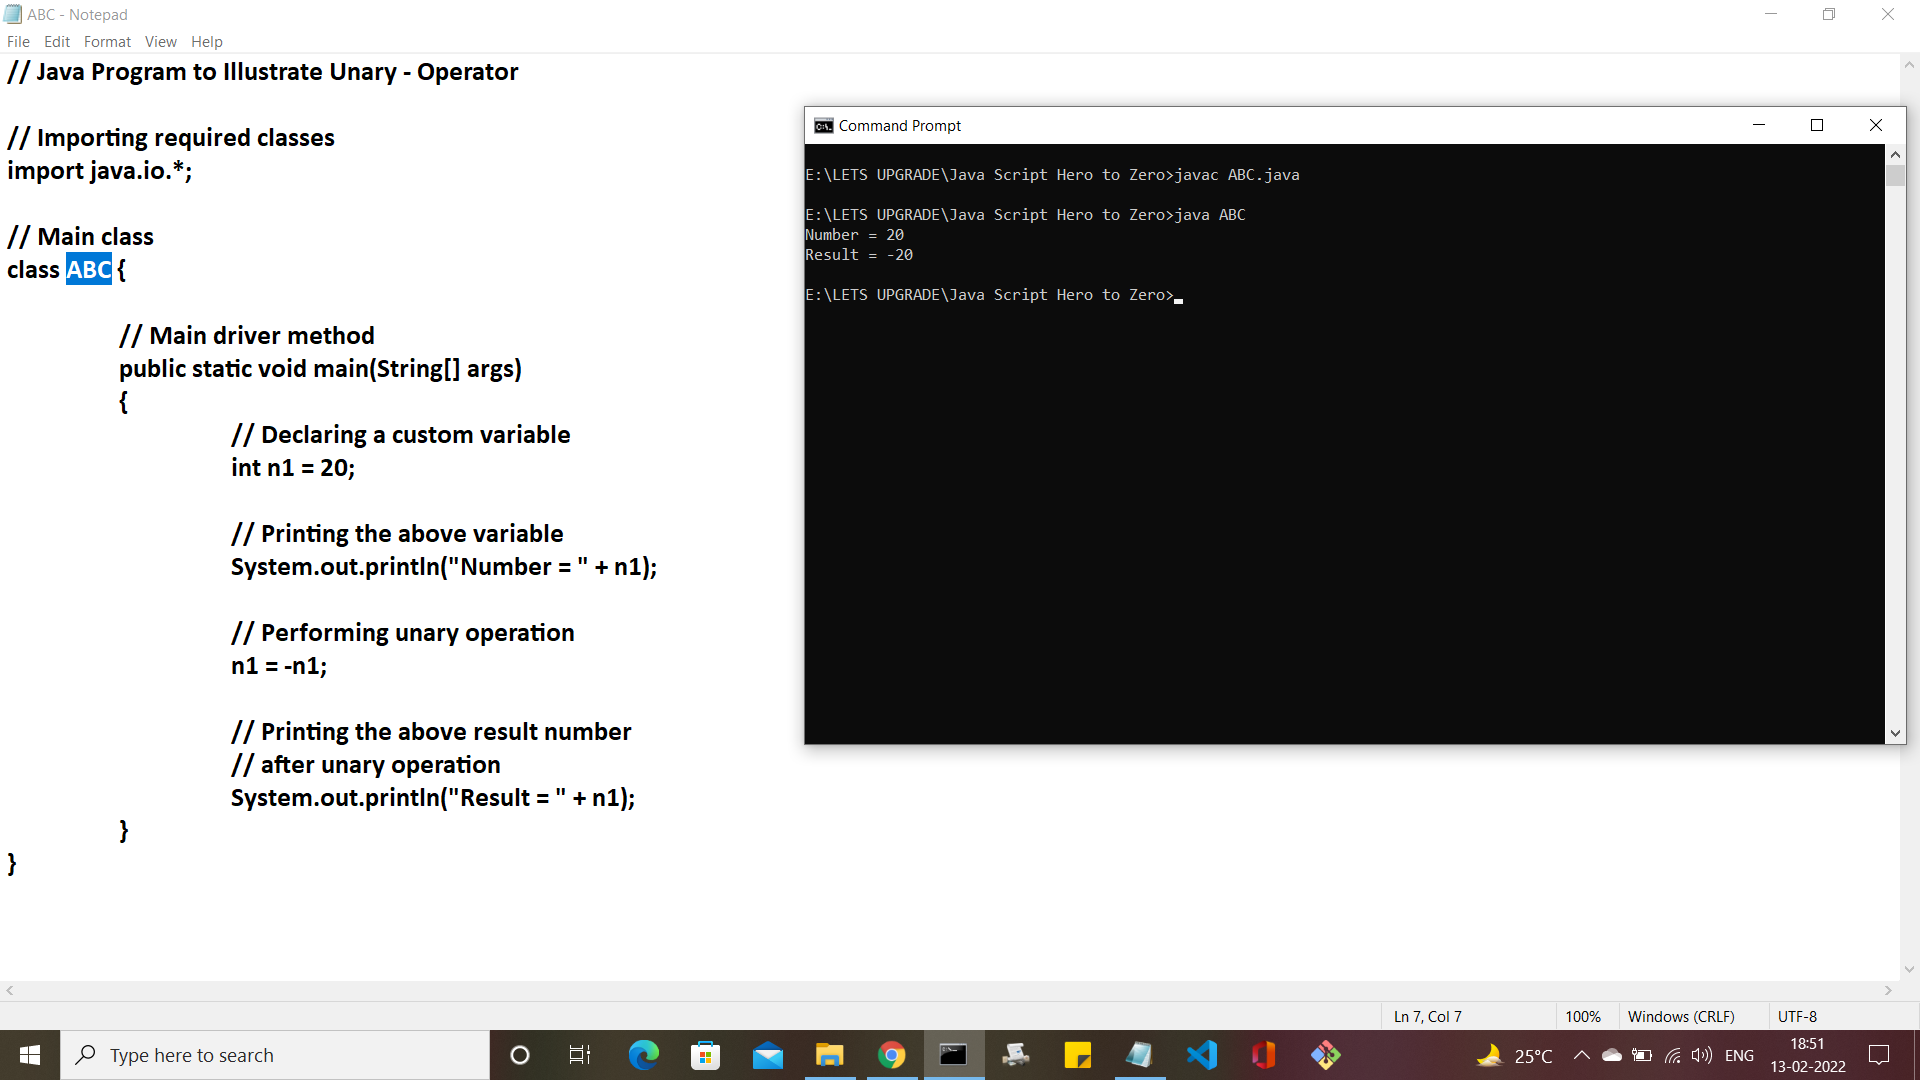 ABC - Notepad
File Edit Format View Help
// Java Program to Illustrate Unary - Operator
// Importing required classes
import java.io.*;
// Main class
class ABC {
// Main driver method
public static void main(String[] args)
{
// Declaring a custom variable
int n1 = 20;
// Printing the above variable
System.out.println("Number = " + n1);
// Performing unary operation
n1 = -n1;
// Printing the above result number
// after unary operation
System.out.println("Result = " + n1);
}
}
Command Prompt
E:\LETS UPGRADE\Java Script Hero to Zero>javac ABC.java
E:\LETS UPGRADE\Java Script Hero to Zero>java ABC
Number = 20
Result = -20
E:\LETS UPGRADE\Java Script Hero to Zero>
Ln 7, Col 7 100% Windows (CRLF) UTF-8
Type here to search
25°C
ENG
18:51
13-02-2022